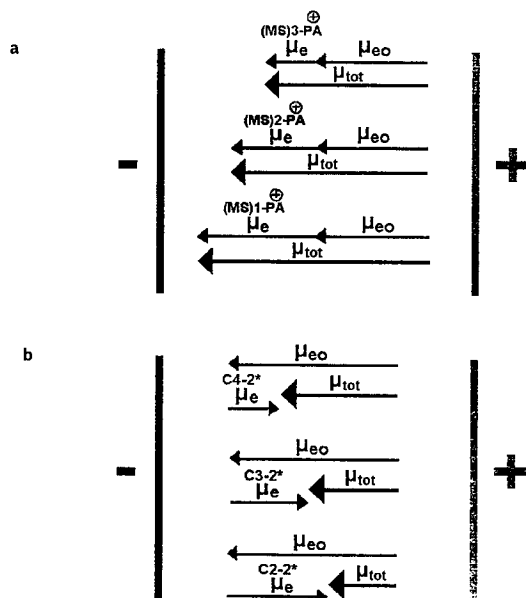 a
⊕
(MS)3-PA
μe μeo
μtot
⊕
(MS)2-PA
μe μeo
μtot
- +
⊕
(MS)1-PA
μe μeo
μtot
b
μeo
C4-2*
μe μtot
μeo
C3-2*
- +
μe μtot
μeo
C2-2*
μe μtot